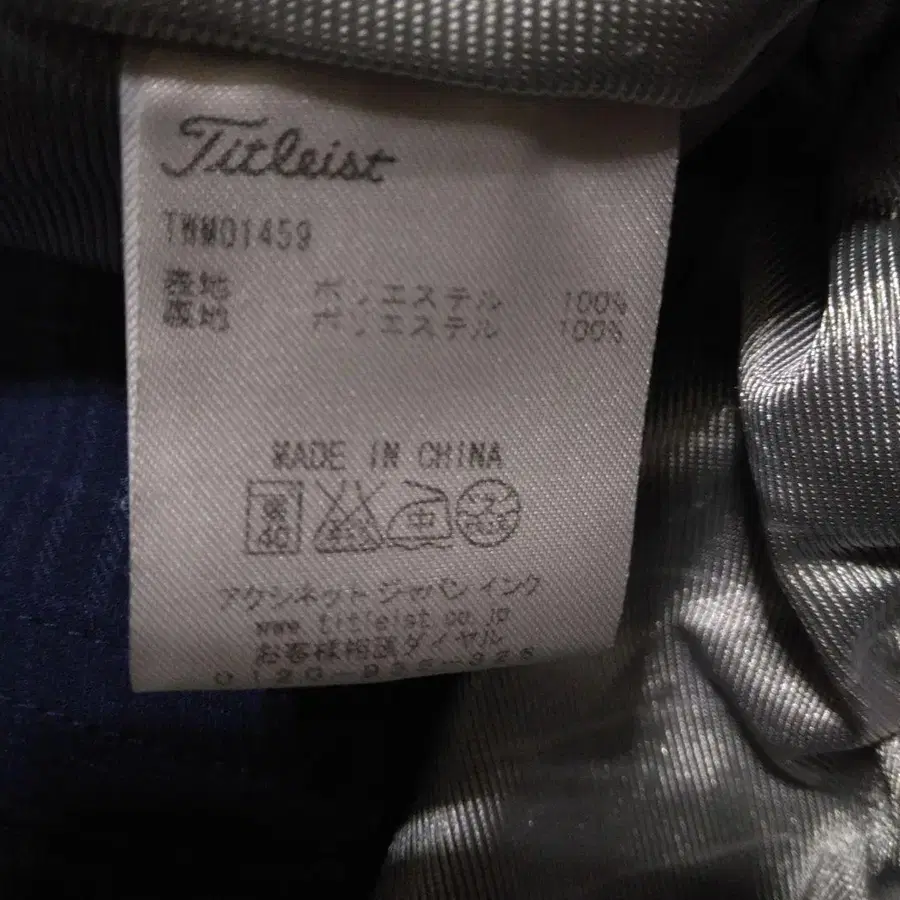 Titleist
TWM01459
表地 ポリエステル 100%
裏地 ポリエステル 100%
MADE IN CHINA
40
中
アクシネット ジャパン インク
www.titleist.co.jp
お客様相談ダイヤル